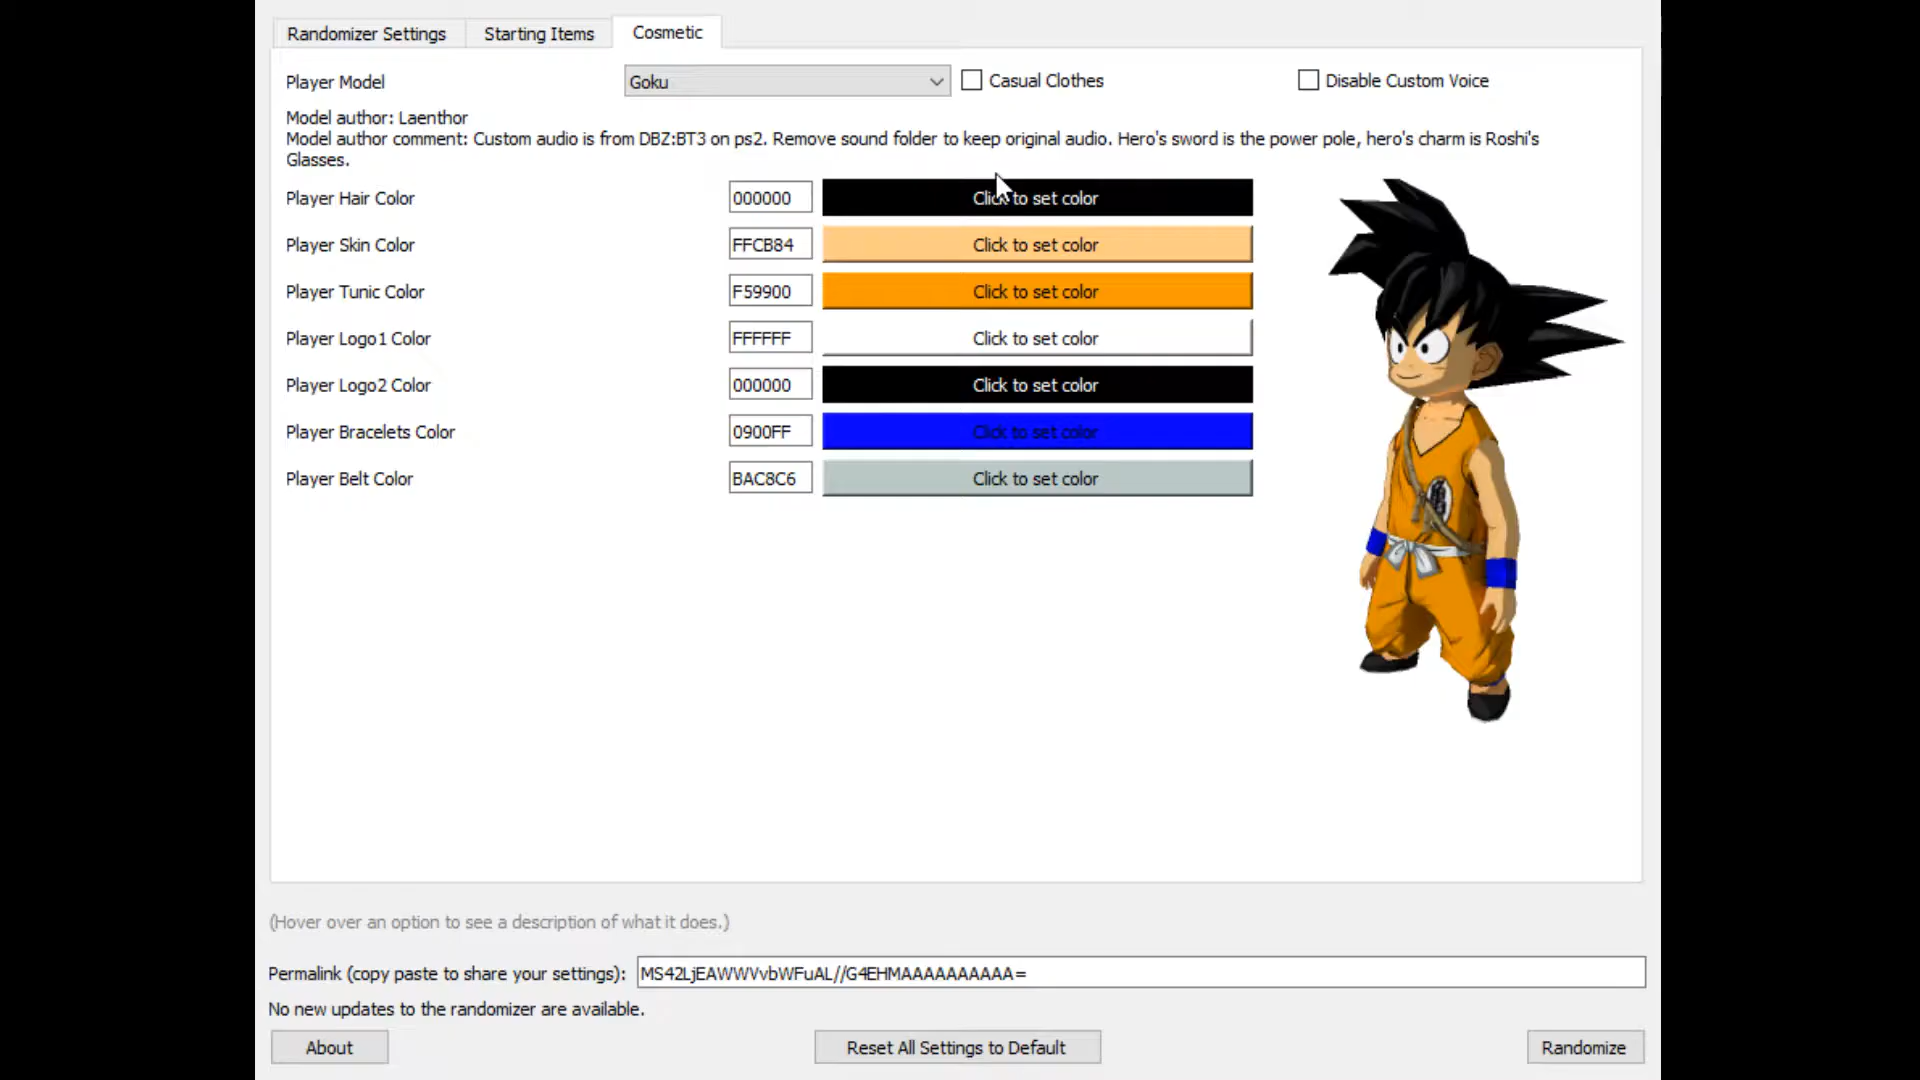 Randomizer Settings Starting Items Cosmetic
Player Model Goku Casual Clothes Disable Custom Voice
Model author: Laenthor
Model author comment: Custom audio is from DBZ:BT3 on ps2. Remove sound folder to keep original audio. Hero's sword is the power pole, hero's charm is Roshi's
Glasses.
Player Hair Color 000000 Click to set color
Player Skin Color FFCB84 Click to set color
Player Tunic Color F59900 Click to set color
Player Logo1 Color FFFFFF Click to set color
Player Logo2 Color 000000 Click to set color
Player Bracelets Color 0900FF Click to set color
Player Belt Color BAC8C6 Click to set color
(Hover over an option to see a description of what it does.)
Permalink (copy paste to share your settings): MS42LjEAWWVvbWFuAL//G4EHMAAAAAAAAAA=
No new updates to the randomizer are available.
About Reset All Settings to Default Randomize